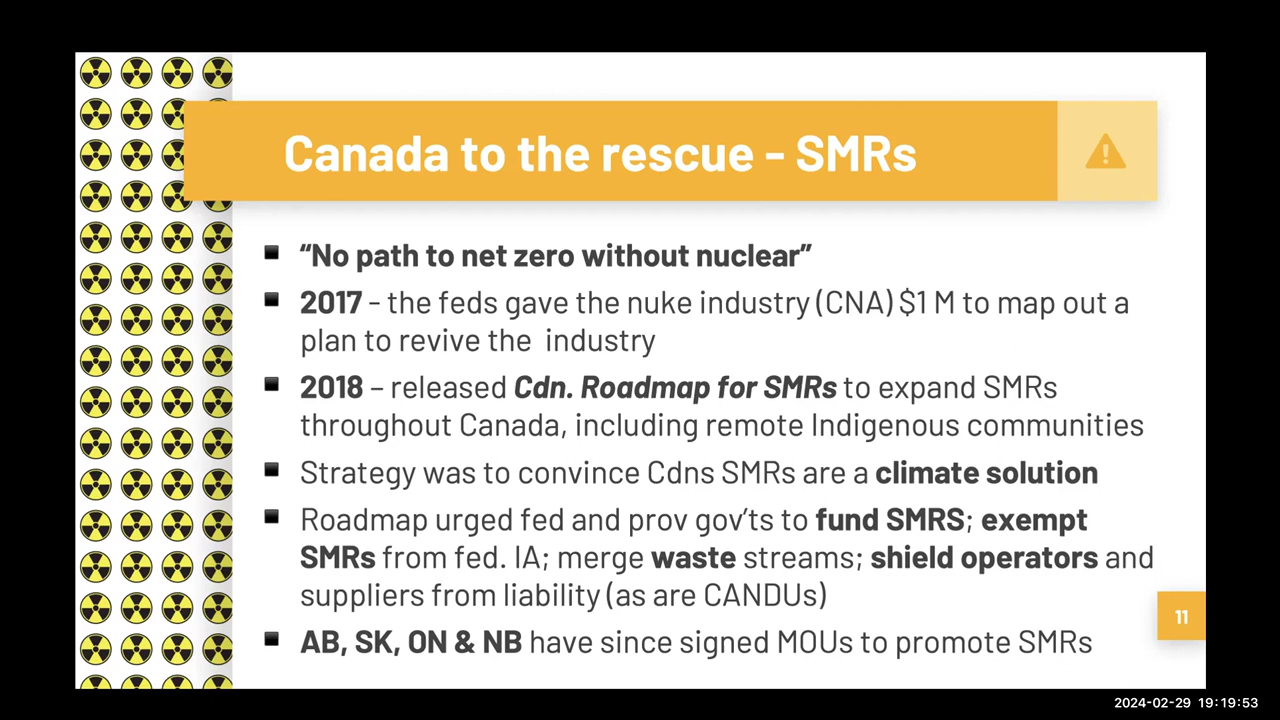 Canada to the rescue - SMRs
■ “No path to net zero without nuclear”
■ 2017 - the feds gave the nuke industry (CNA) $1 M to map out a
plan to revive the  industry
■ 2018 – released Cdn. Roadmap for SMRs to expand SMRs
throughout Canada, including remote Indigenous communities
■ Strategy was to convince Cdns SMRs are a climate solution
■ Roadmap urged fed and prov gov’ts to fund SMRS; exempt
SMRs from fed. IA; merge waste streams; shield operators and
suppliers from liability (as are CANDUs)
11
■ AB, SK, ON & NB have since signed MOUs to promote SMRs
2024-02-29 19:19:53